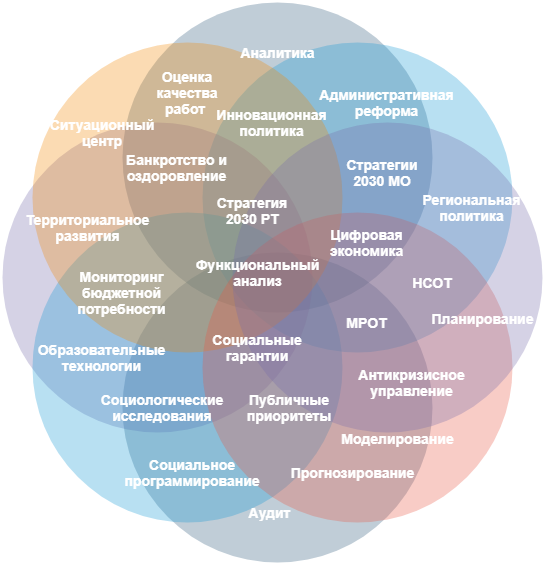 Аналитика
Оценка
качества
работ
Административная
реформа
Инновационная
политика
Ситуационный
центр
Банкротство и
оздоровление
Стратегии
2030 МО
Стратегия
2030 РТ
Региональная
политика
Территориальное
развития
Цифровая
экономика
Функциональный
анализ
Мониторинг
бюджетной
потребности
НСОТ
МРОТ
Планирование
Социальные
гарантии
Образовательные
технологии
Антикризисное
управление
Социологические
исследования
Публичные
приоритеты
Моделирование
Социальное
программирование
Прогнозирование
Аудит